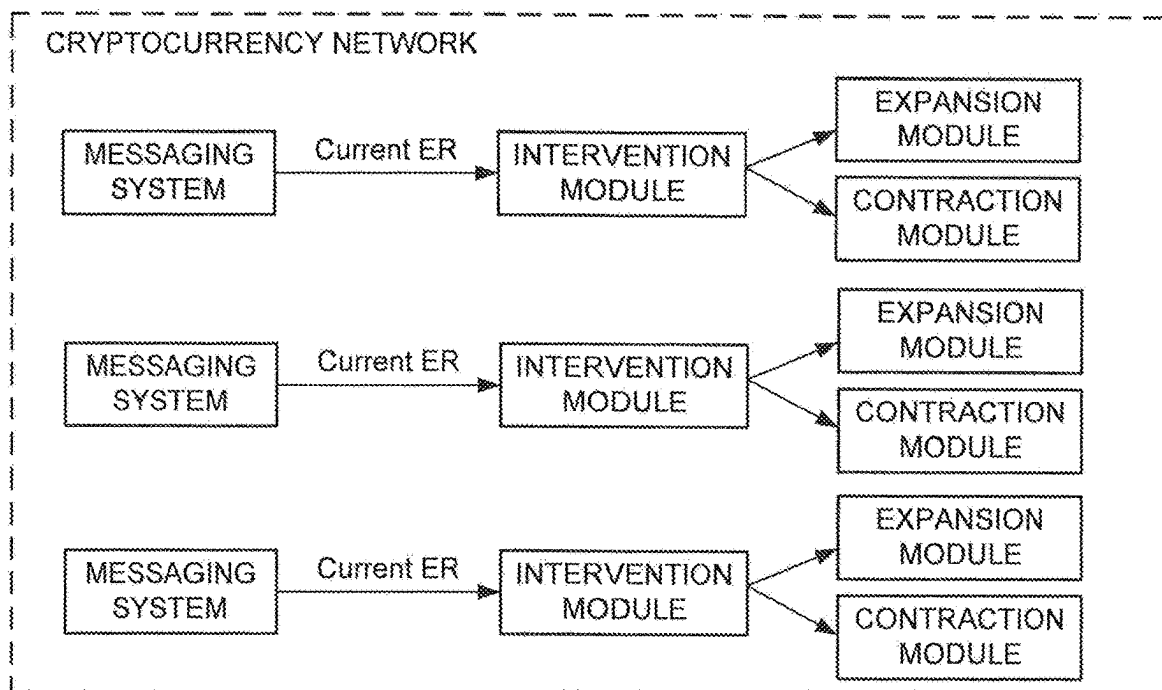 CRYPTOCURRENCY NETWORK
MESSAGING
SYSTEM
Current ER
INTERVENTION
MODULE
EXPANSION
MODULE
CONTRACTION
MODULE
MESSAGING
SYSTEM
Current ER
INTERVENTION
MODULE
EXPANSION
MODULE
CONTRACTION
MODULE
MESSAGING
SYSTEM
Current ER
INTERVENTION
MODULE
EXPANSION
MODULE
CONTRACTION
MODULE